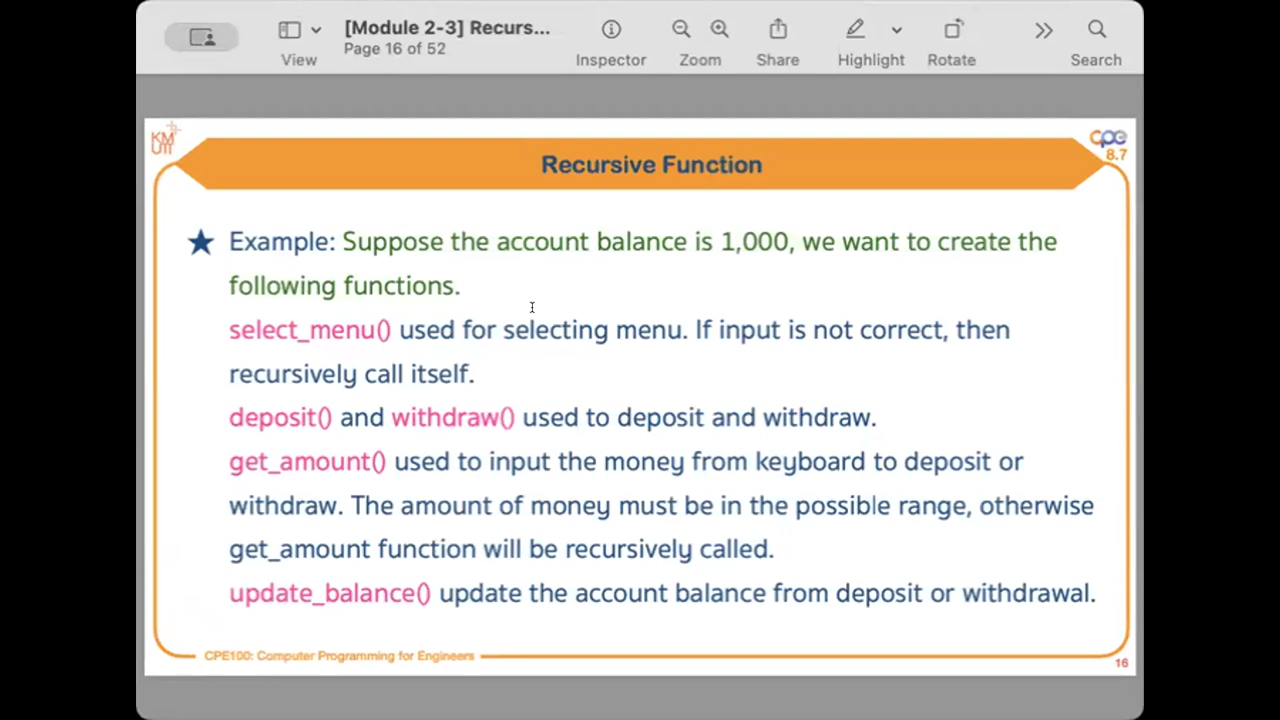 [Module 2-3] Recurs...
Page 16 of 52
View
Inspector
Zoom
Share
Highlight
Rotate
Search
KM
UTT
cpe
8.7
Recursive Function
Example: Suppose the account balance is 1,000, we want to create the
following functions.
select_menu() used for selecting menu. If input is not correct, then
recursively call itself.
deposit() and withdraw() used to deposit and withdraw.
get_amount() used to input the money from keyboard to deposit or
withdraw. The amount of money must be in the possible range, otherwise
get_amount function will be recursively called.
update_balance() update the account balance from deposit or withdrawal.
CPE100: Computer Programming for Engineers
16